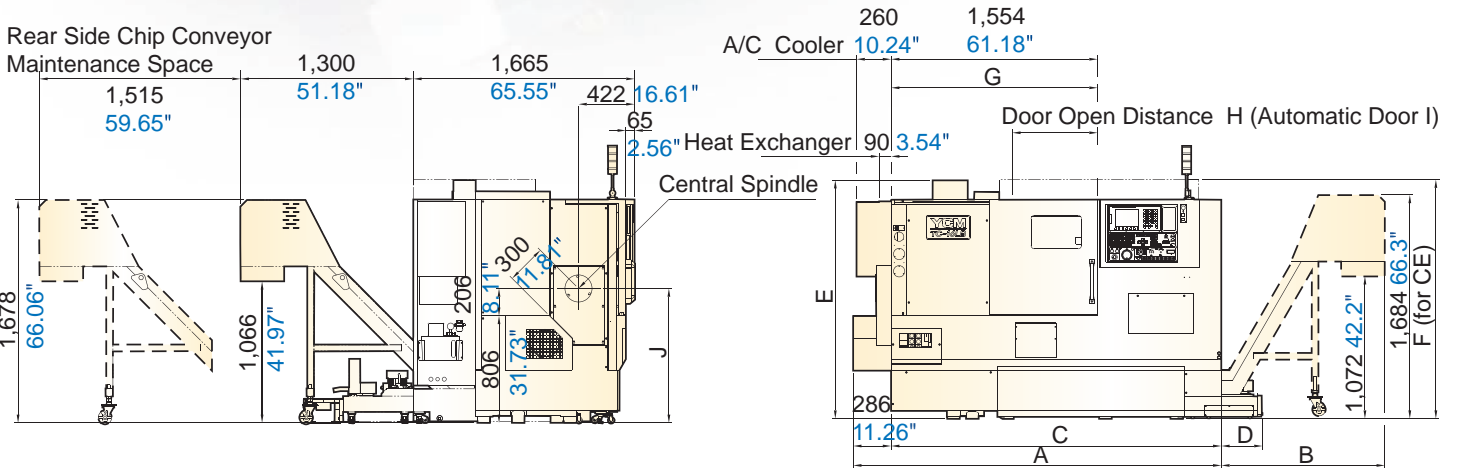 Rear Side Chip Conveyor
Maintenance Space
1,515
59.65"
1,300
51.18"
1,665
65.55"
422 16.61"
65
2.56"
Central Spindle
300
11.81"
206
8.11"
806
31.73"
1,678
66.06"
1,066
41.97"
J
260
10.24"
A/C Cooler
1,554
61.18"
G
Door Open Distance H (Automatic Door I)
Heat Exchanger 90 3.54"
YCM
E
286
11.26"
C
D
A
B
1,072 42.2"
1,684 66.3"
F (for CE)